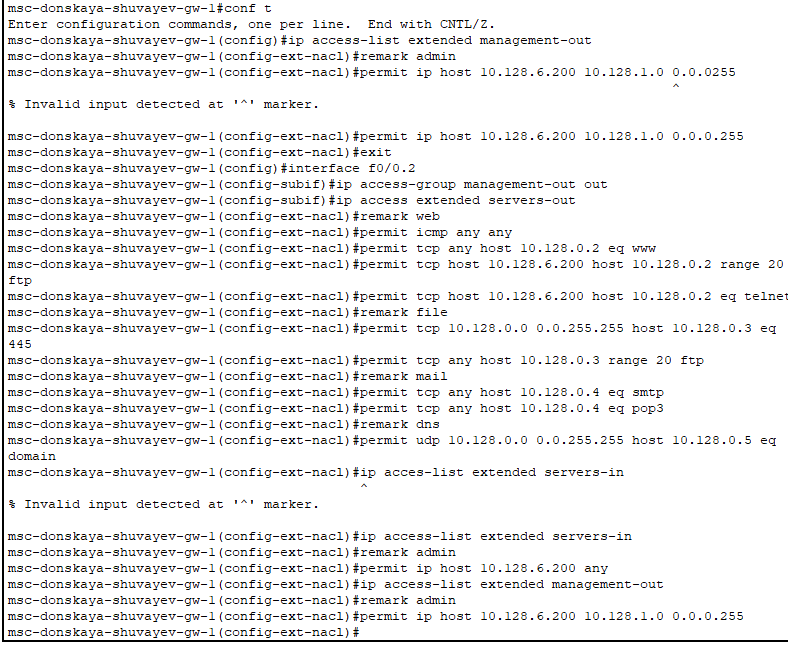 msc-donskaya-shuvayev-gw-1#conf t
Enter configuration commands, one per line.  End with CNTL/Z.
msc-donskaya-shuvayev-gw-1(config)#ip access-list extended management-out
msc-donskaya-shuvayev-gw-1(config-ext-nacl)#remark admin
msc-donskaya-shuvayev-gw-1(config-ext-nacl)#permit ip host 10.128.6.200 10.128.1.0 0.0.0255
^
% Invalid input detected at '^' marker.
msc-donskaya-shuvayev-gw-1(config-ext-nacl)#permit ip host 10.128.6.200 10.128.1.0 0.0.0.255
msc-donskaya-shuvayev-gw-1(config-ext-nacl)#exit
msc-donskaya-shuvayev-gw-1(config)#interface f0/0.2
msc-donskaya-shuvayev-gw-1(config-subif)#ip access-group management-out out
msc-donskaya-shuvayev-gw-1(config-subif)#ip access extended servers-out
msc-donskaya-shuvayev-gw-1(config-ext-nacl)#remark web
msc-donskaya-shuvayev-gw-1(config-ext-nacl)#permit icmp any any
msc-donskaya-shuvayev-gw-1(config-ext-nacl)#permit tcp any host 10.128.0.2 eq www
msc-donskaya-shuvayev-gw-1(config-ext-nacl)#permit tcp host 10.128.6.200 host 10.128.0.2 range 20
ftp
msc-donskaya-shuvayev-gw-1(config-ext-nacl)#permit tcp host 10.128.6.200 host 10.128.0.2 eq telnet
msc-donskaya-shuvayev-gw-1(config-ext-nacl)#remark file
msc-donskaya-shuvayev-gw-1(config-ext-nacl)#permit tcp 10.128.0.0 0.0.255.255 host 10.128.0.3 eq
445
msc-donskaya-shuvayev-gw-1(config-ext-nacl)#permit tcp any host 10.128.0.3 range 20 ftp
msc-donskaya-shuvayev-gw-1(config-ext-nacl)#remark mail
msc-donskaya-shuvayev-gw-1(config-ext-nacl)#permit tcp any host 10.128.0.4 eq smtp
msc-donskaya-shuvayev-gw-1(config-ext-nacl)#permit tcp any host 10.128.0.4 eq pop3
msc-donskaya-shuvayev-gw-1(config-ext-nacl)#remark dns
msc-donskaya-shuvayev-gw-1(config-ext-nacl)#permit udp 10.128.0.0 0.0.255.255 host 10.128.0.5 eq
domain
msc-donskaya-shuvayev-gw-1(config-ext-nacl)#ip acces-list extended servers-in
^
% Invalid input detected at '^' marker.
msc-donskaya-shuvayev-gw-1(config-ext-nacl)#ip access-list extended servers-in
msc-donskaya-shuvayev-gw-1(config-ext-nacl)#remark admin
msc-donskaya-shuvayev-gw-1(config-ext-nacl)#permit ip host 10.128.6.200 any
msc-donskaya-shuvayev-gw-1(config-ext-nacl)#ip access-list extended management-out
msc-donskaya-shuvayev-gw-1(config-ext-nacl)#remark admin
msc-donskaya-shuvayev-gw-1(config-ext-nacl)#permit ip host 10.128.6.200 10.128.1.0 0.0.0.255
msc-donskaya-shuvayev-gw-1(config-ext-nacl)#